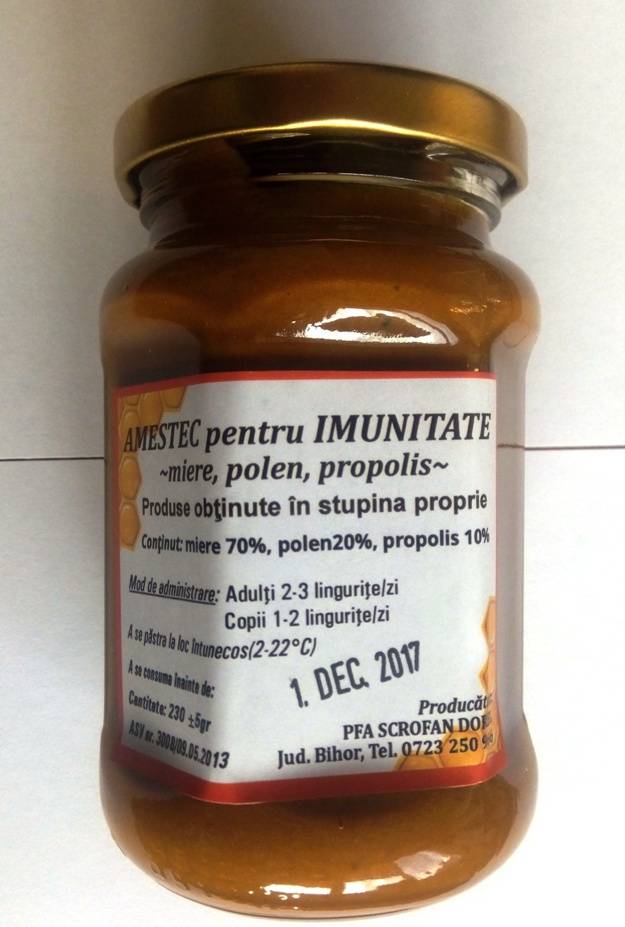 AMESTEC pentru IMUNITATE
~miere, polen, propolis~
Produse obţinute în stupina proprie
Conţinut: miere 70%, polen20%, propolis 10%
Mod de administrare: Adulţi 2-3 linguriţe/zi
Copii 1-2 linguriţe/zi
A se păstra la loc întunecos(2-22°C)
A se consuma înainte de:
1. DEC. 2017
Cantitate: 230 ±5gr
ASV nr. 3008/09.05.2013
PFA SCROFAN
Jud. Bihor, Tel. 0723 250